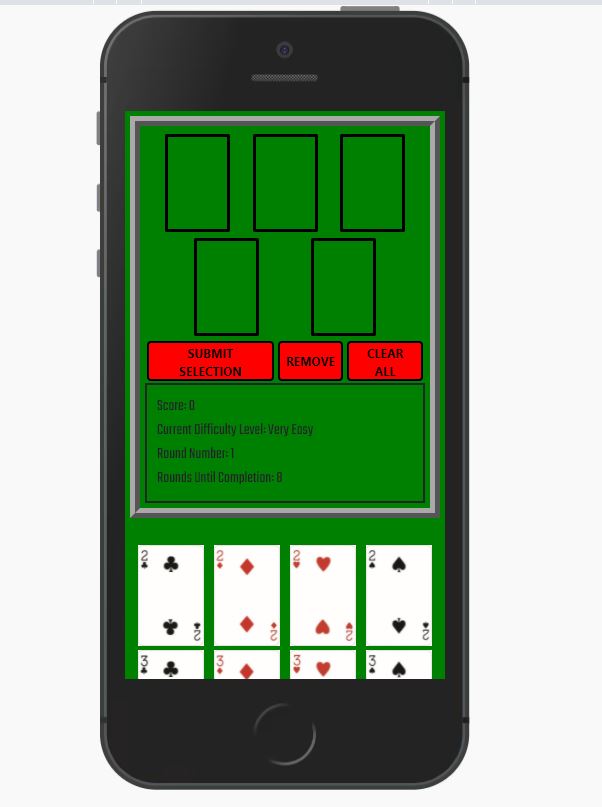 SUBMIT REMOVE CLEAR
SELECTION ALL
Score: 0
Current Difficulty Level: Very Easy
Round Number: 1
Rounds Until Completion: 8
2 2 2 2
2 2 2 2
3 3 3 3